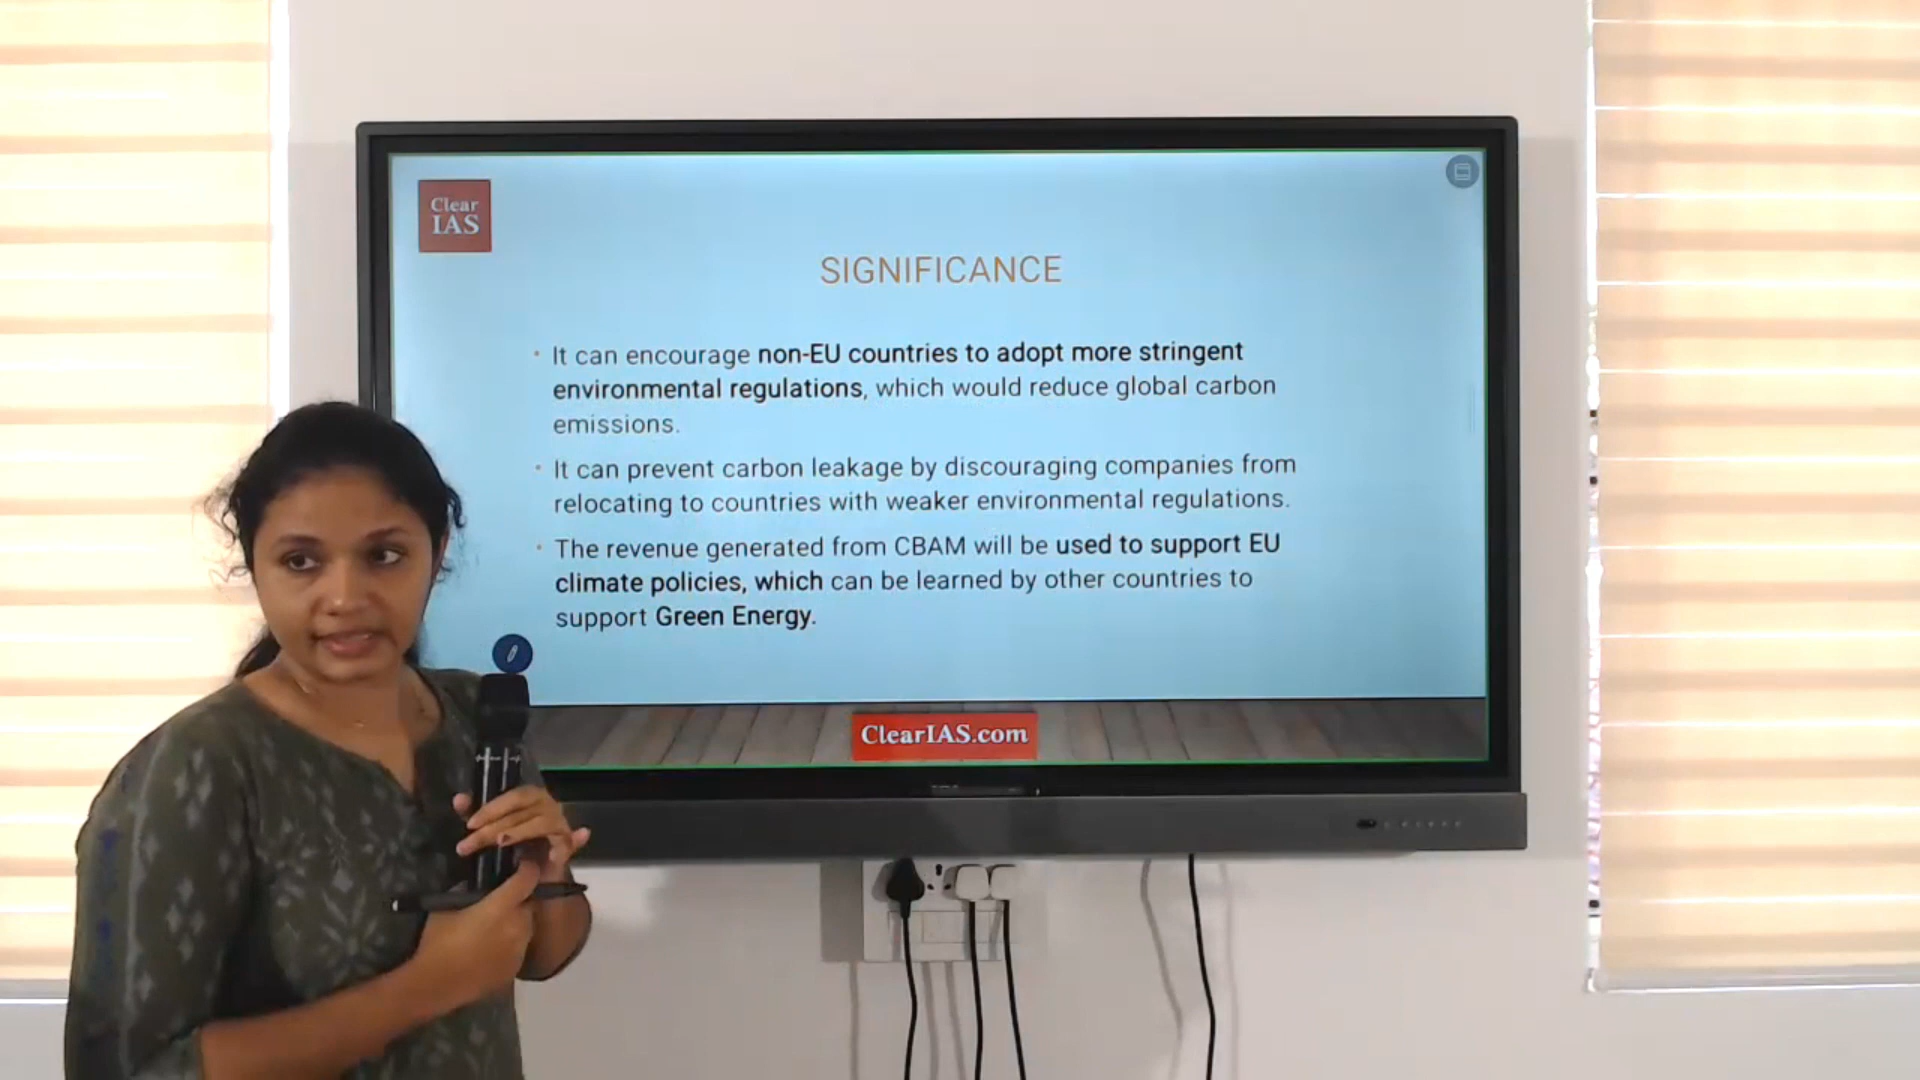 Clear
IAS
SIGNIFICANCE
• It can encourage non-EU countries to adopt more stringent
environmental regulations, which would reduce global carbon
emissions.
• It can prevent carbon leakage by discouraging companies from
relocating to countries with weaker environmental regulations.
• The revenue generated from CBAM will be used to support EU
climate policies, which can be learned by other countries to
support Green Energy.
ClearIAS.com